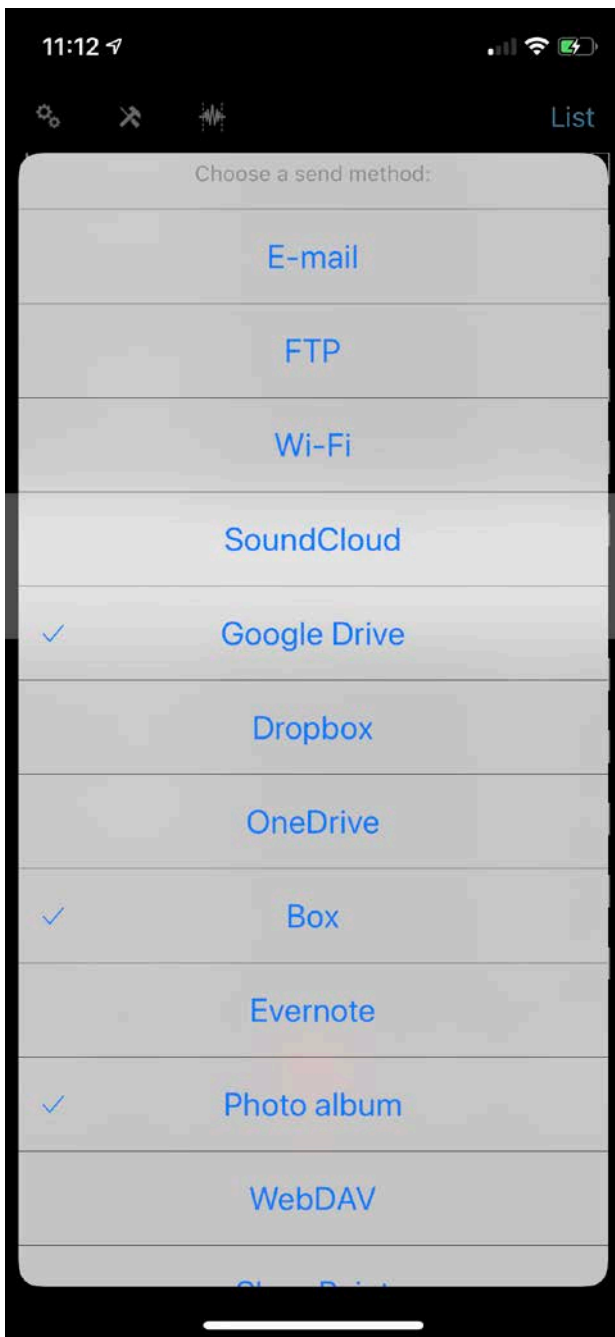 11:12
List
Choose a send method:
E-mail
FTP
Wi-Fi
SoundCloud
Google Drive
Dropbox
OneDrive
Box
Evernote
Photo album
WebDAV